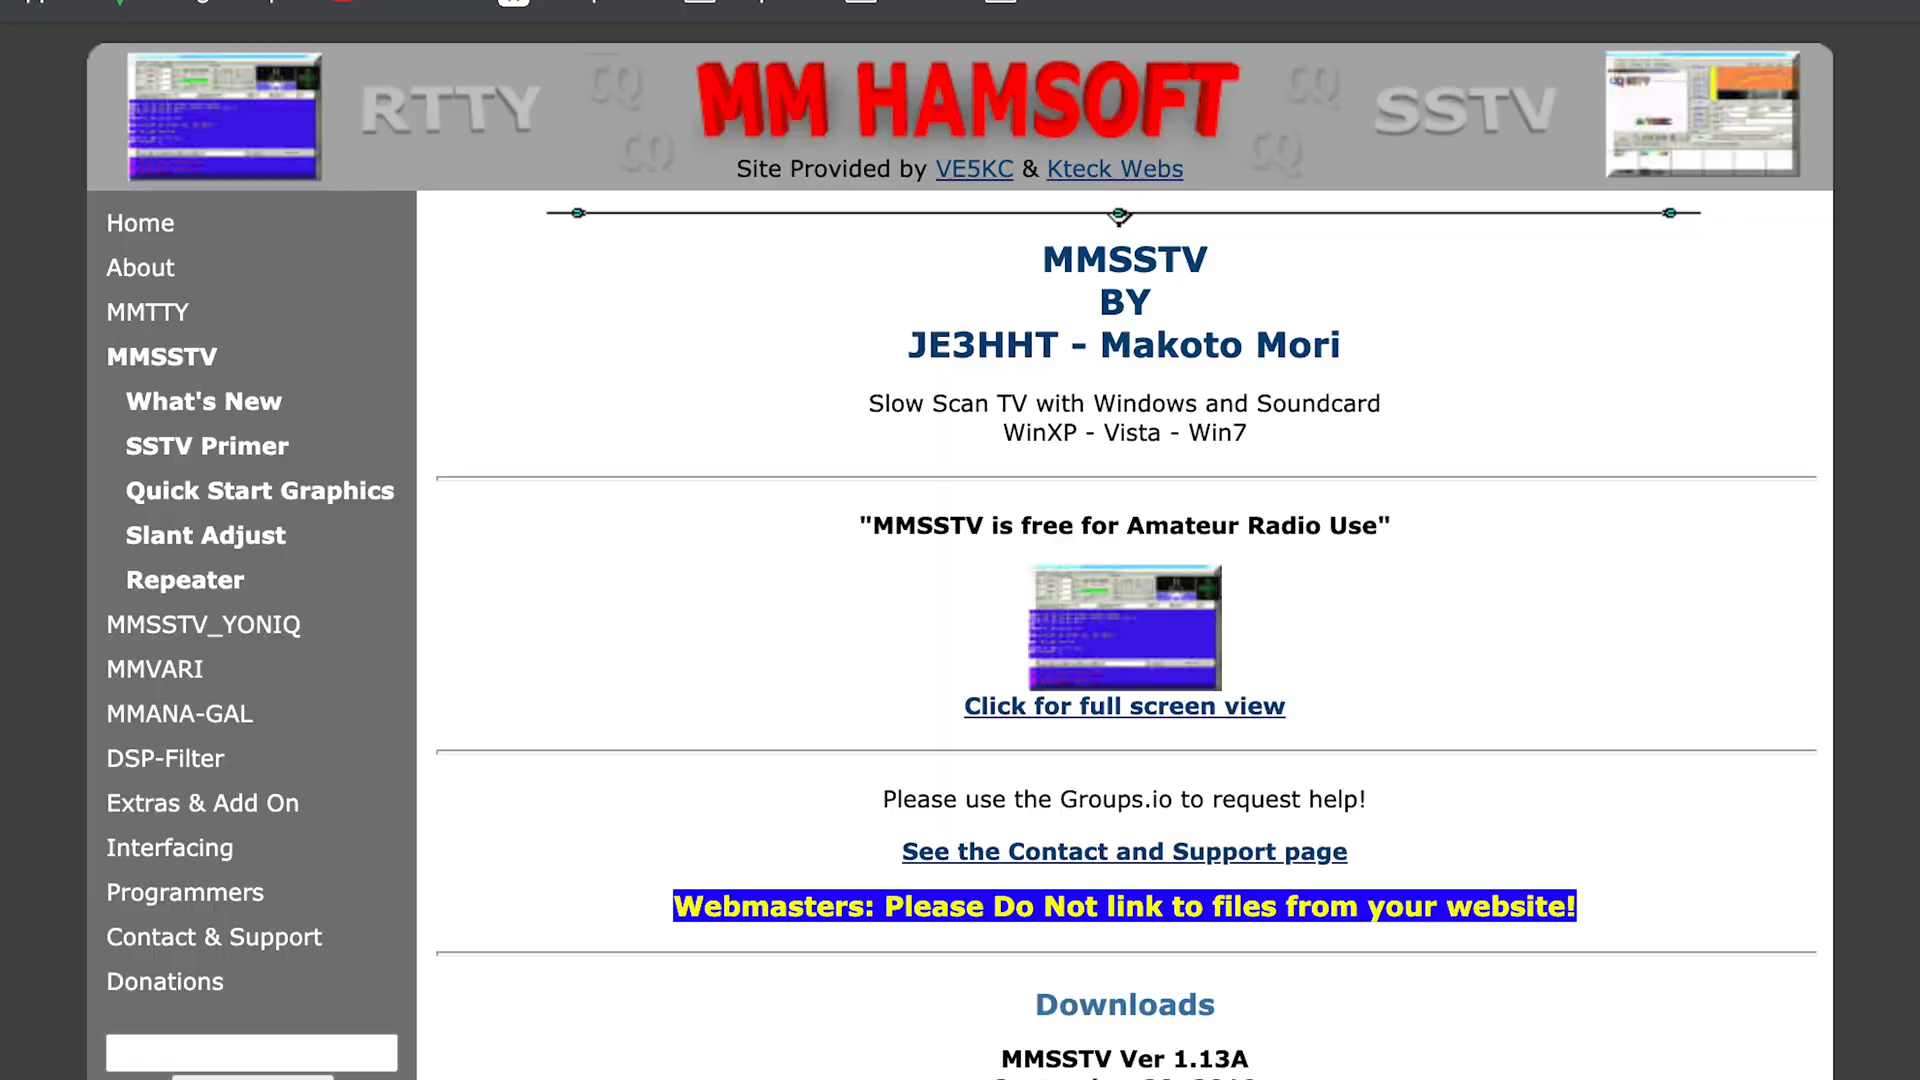 RTTY
CQ
CQ
MM HAMSOFT
CQ
CQ
SSTV
Site Provided by VE5KC & Kteck Webs
Home
About
MMTTY
MMSSTV
What's New
SSTV Primer
Quick Start Graphics
Slant Adjust
Repeater
MMSSTV_YONIQ
MMVARI
MMANA-GAL
DSP-Filter
Extras & Add On
Interfacing
Programmers
Contact & Support
Donations
MMSSTV
BY
JE3HHT - Makoto Mori
Slow Scan TV with Windows and Soundcard
WinXP - Vista - Win7
"MMSSTV is free for Amateur Radio Use"
Click for full screen view
Please use the Groups.io to request help!
See the Contact and Support page
Webmasters: Please Do Not link to files from your website!
Downloads
MMSSTV Ver 1.13A